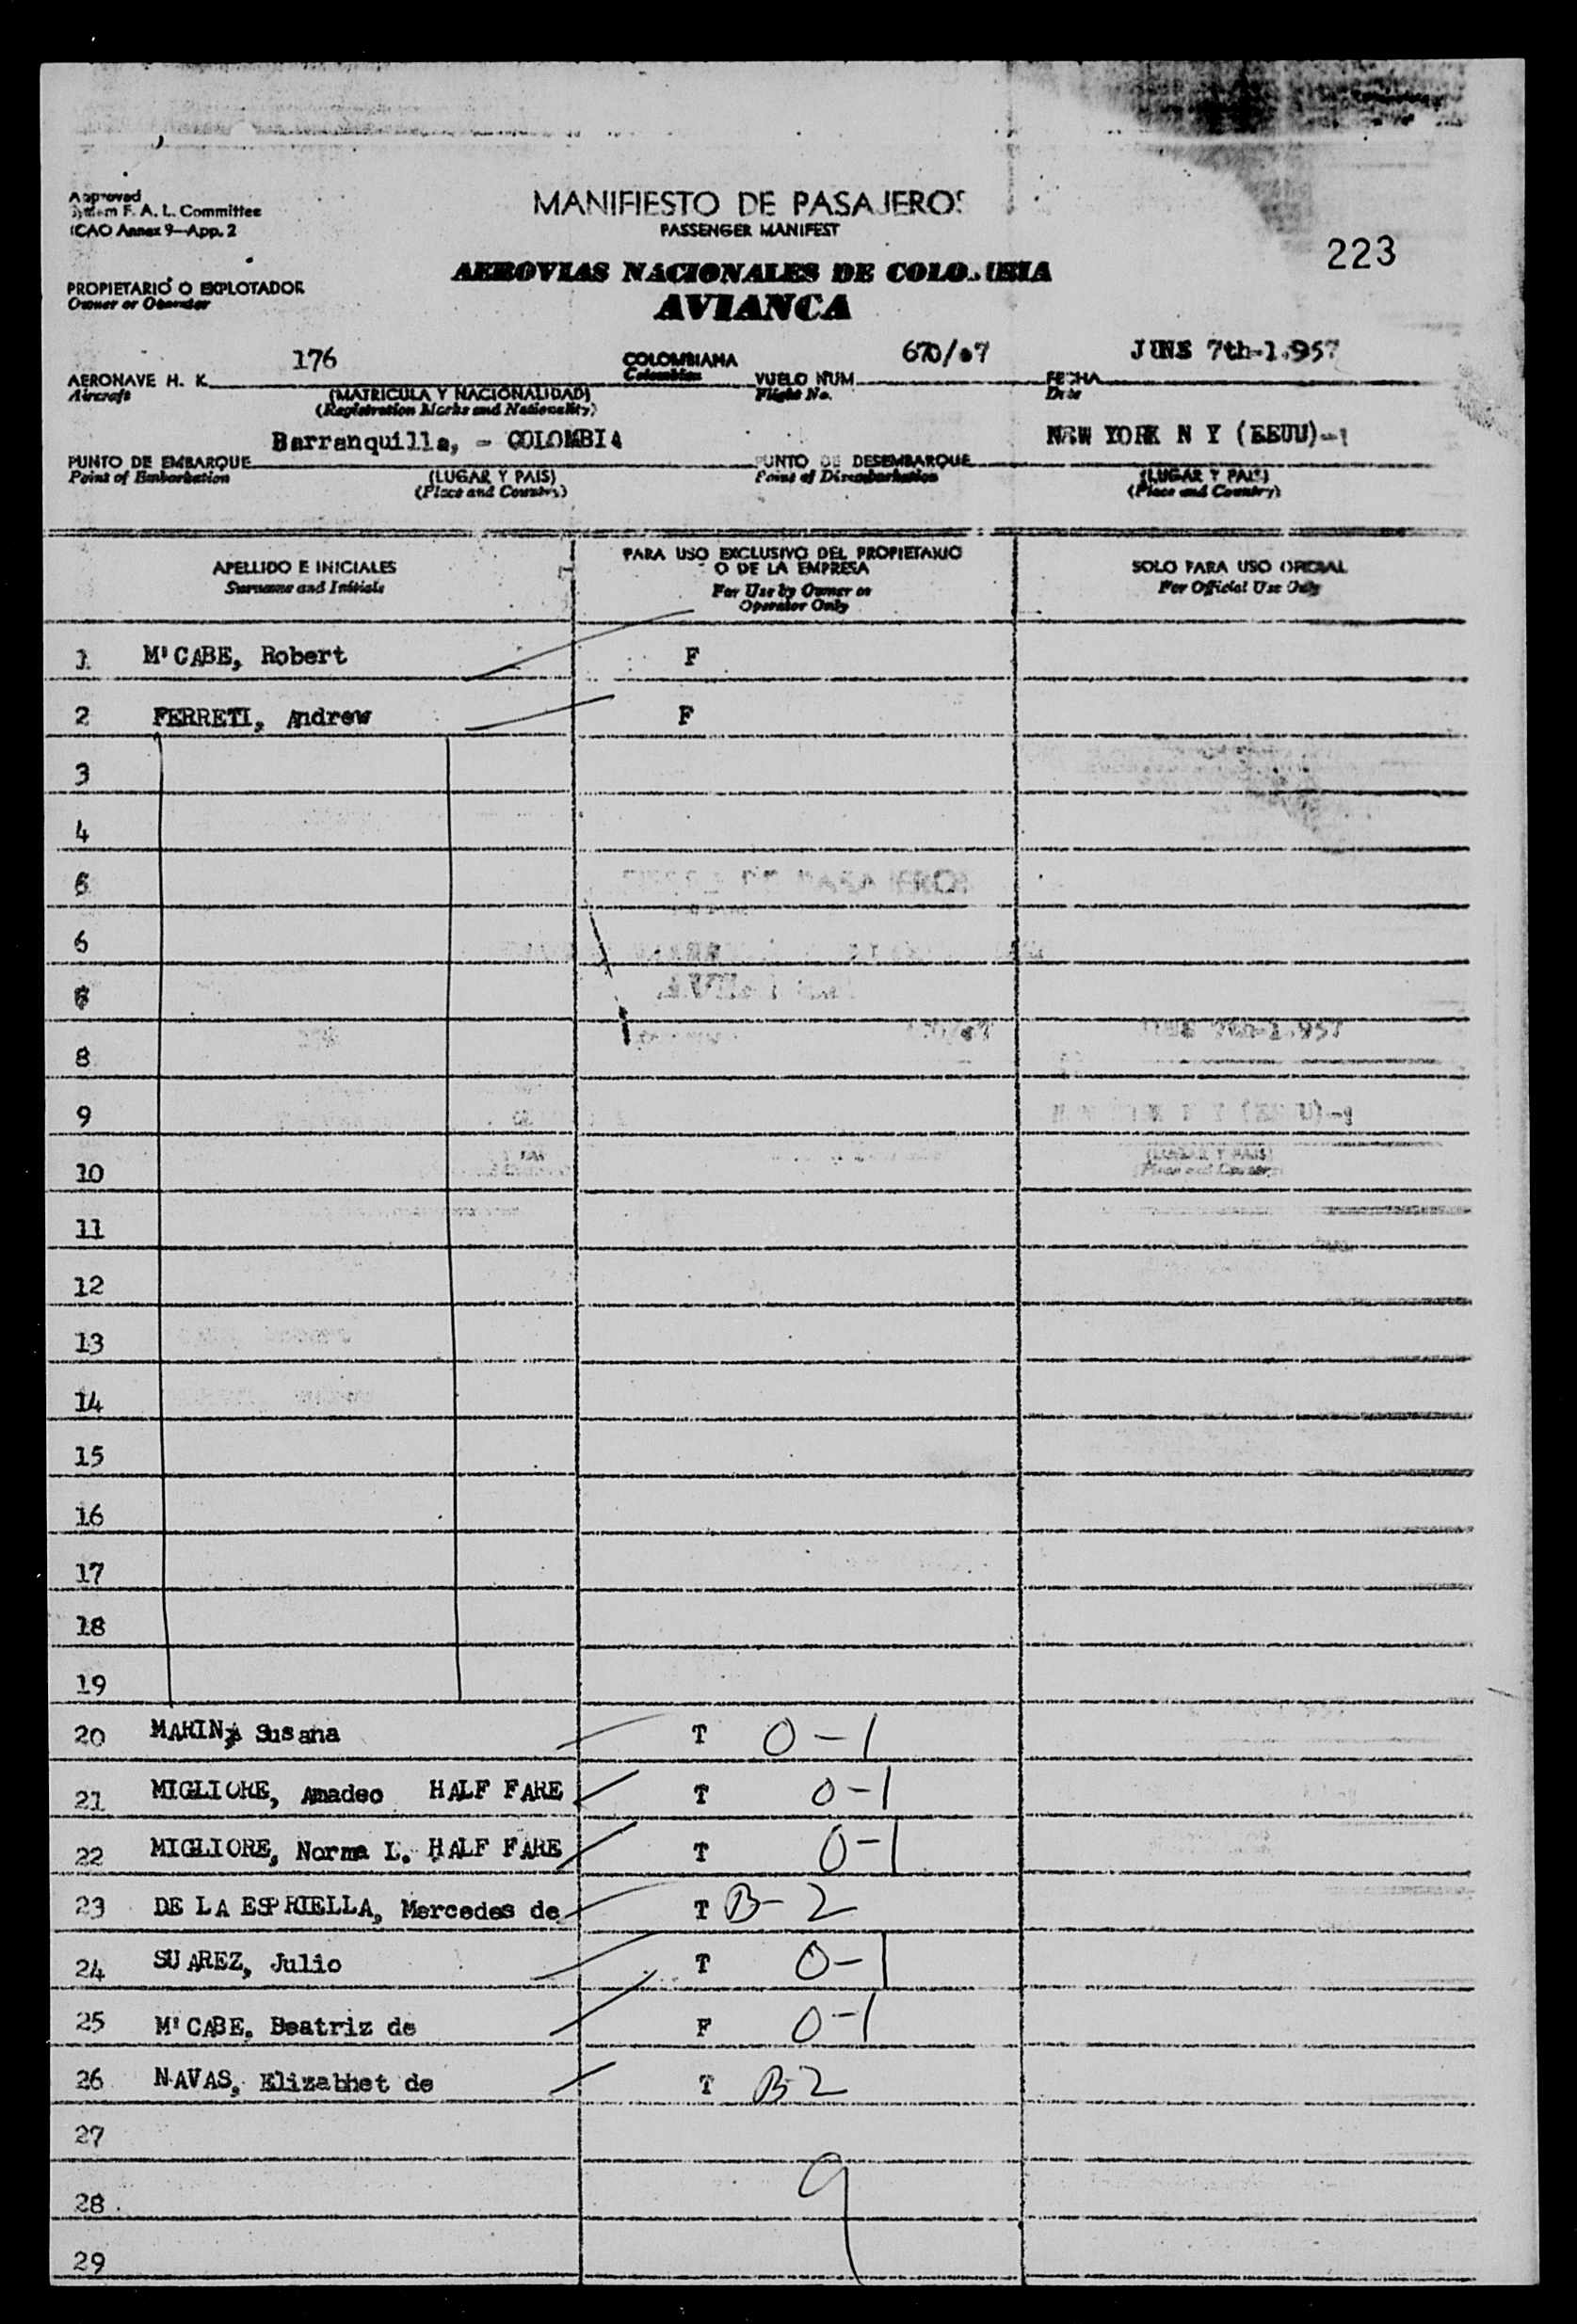 Approved
System F. A. L. Committee
ICAO Annex 9—App. 2
MANIFIESTO DE PASAJEROS
PASSENGER MANIFEST
223
AEROVIAS NACIONALES DE COLOMBIA
AVIANCA
PROPIETARIO O EXPLOTADOR
Owner or Operator
AERONAVE H. K. 176 COLOMBIANA VUELO NUM 670/07 FECHA JUNE 7th-1.957
Aircraft (MATRICULA Y NACIONALIDAD) Colombian Flight No. Date
(Registration Marks and Nationality)
PUNTO DE EMBARQUE Barranquilla, - COLOMBIA PUNTO DE DESEMBARQUE NEW YORK N Y (EEUU)-1
Point of Embarkation (LUGAR Y PAIS) Point of Disembarkation (LUGAR Y PAIS)
(Place and Country) (Place and Country)
APELLIDO E INICIALES
Surname and Initials
PARA USO EXCLUSIVO DEL PROPIETARIO
O DE LA EMPRESA
For Use by Owner or
Operator Only
SOLO PARA USO OFICIAL
For Official Use Only
1 M'CABE, Robert F
2 FERRETI, Andrew F
3
4
5
6
7
8
9
10
11
12
13
14
15
16
17
18
19
20 MARIN, Susana T 0-1
21 MIGLIORE, Amadeo HALF FARE T 0-1
22 MIGLIORE, Norma L. HALF FARE T 0-1
23 DE LA ESPRIELLA, Mercedes de T B-2
24 SUAREZ, Julio T 0-1
25 M'CABE, Beatriz de F 0-1
26 NAVAS, Elizabhet de T B2
27
28 9
29